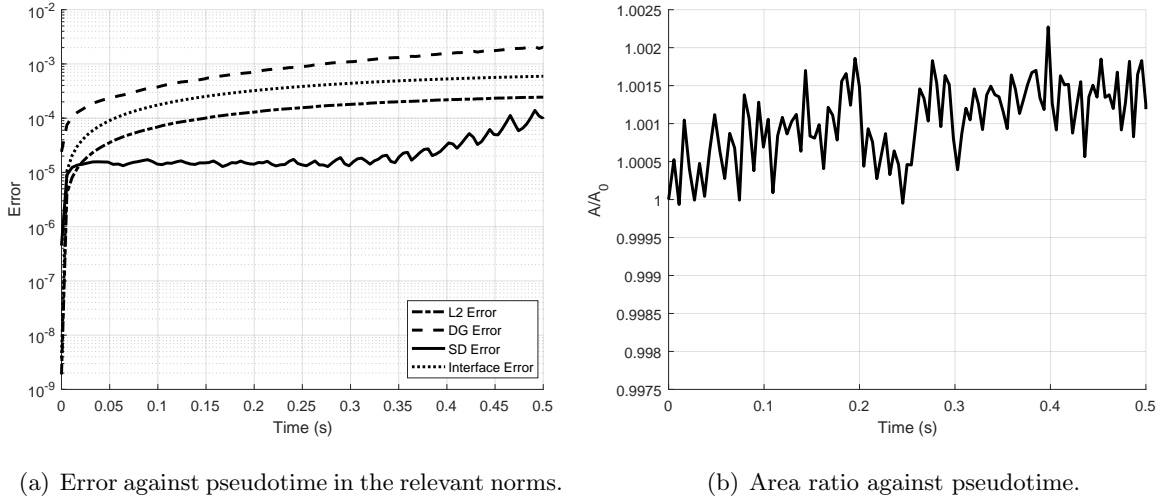 10^-2
10^-3
10^-4
10^-5
10^-6
10^-7
10^-8
10^-9
Error
0 0.05 0.1 0.15 0.2 0.25 0.3 0.35 0.4 0.45 0.5
Time (s)
L2 Error
DG Error
SD Error
Interface Error
1.0025
1.002
1.0015
1.001
1.0005
1
0.9995
0.999
0.9985
0.998
0.9975
A/A_0
0 0.1 0.2 0.3 0.4 0.5
Time (s)
(a) Error against pseudotime in the relevant norms.
(b) Area ratio against pseudotime.